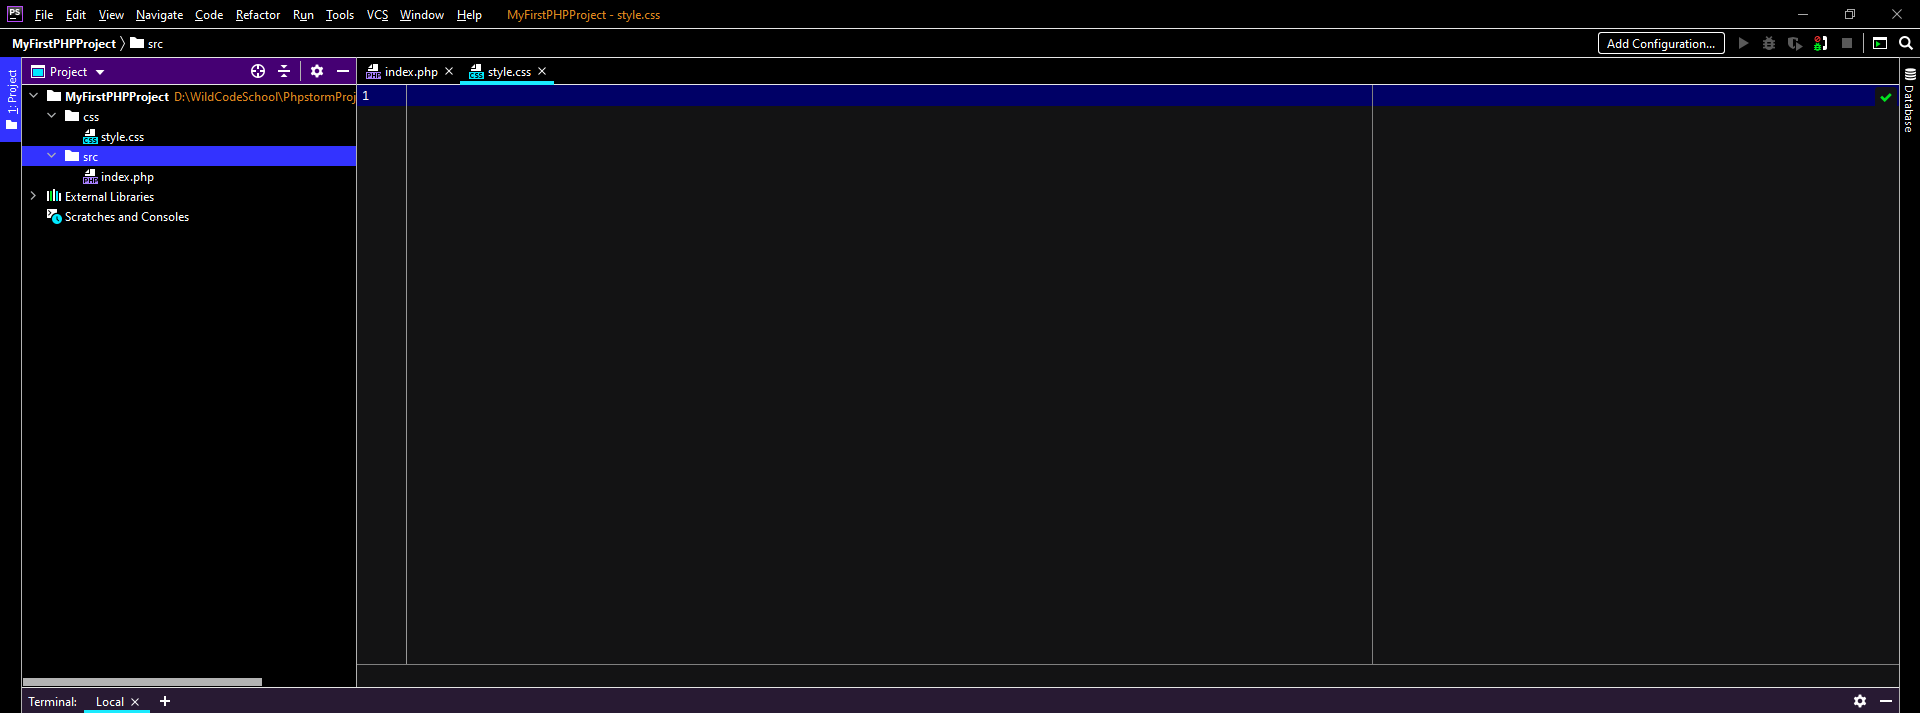 PS File Edit View Navigate Code Refactor Run Tools VCS Window Help MyFirstPHPProject - style.css
MyFirstPHPProject src Add Configuration...
1: Project
Project
index.php
style.css
MyFirstPHPProject D:\WildCodeSchool\PhpstormProj
css
style.css
src
index.php
External Libraries
Scratches and Consoles
1
Database
Terminal: Local